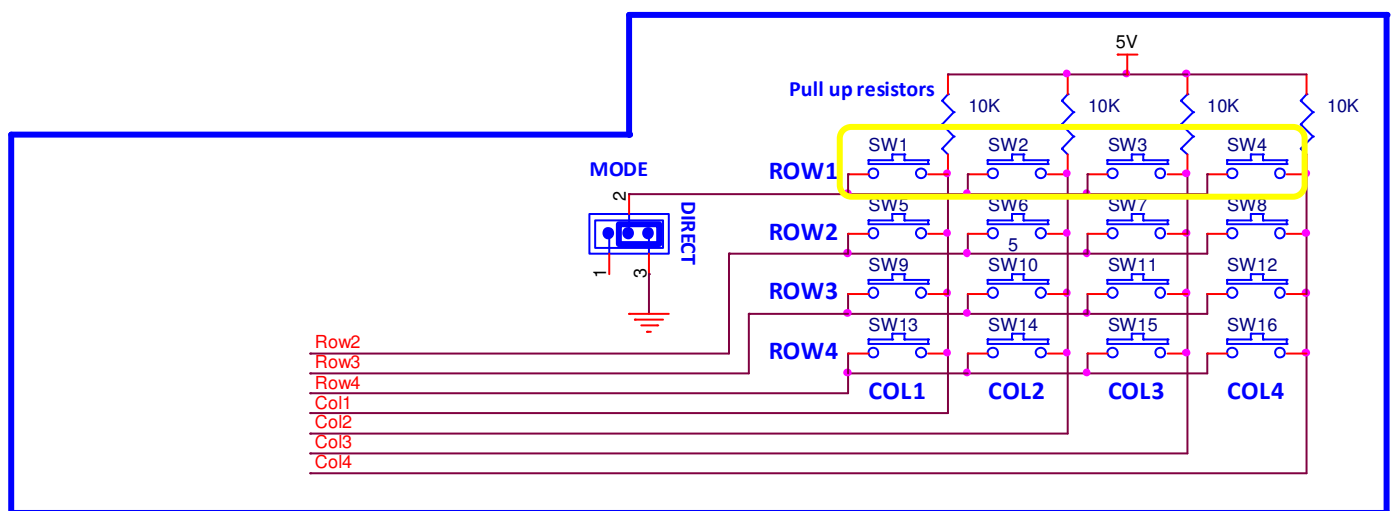 5V
Pull up resistors
10K 10K 10K 10K
SW1 SW2 SW3 SW4
MODE
ROW1
2
DIRECT
SW5 SW6 SW7 SW8
ROW2
5
1 3
SW9 SW10 SW11 SW12
ROW3
SW13 SW14 SW15 SW16
Row2
ROW4
Row3
Row4
COL1 COL2 COL3 COL4
Col1
Col2
Col3
Col4